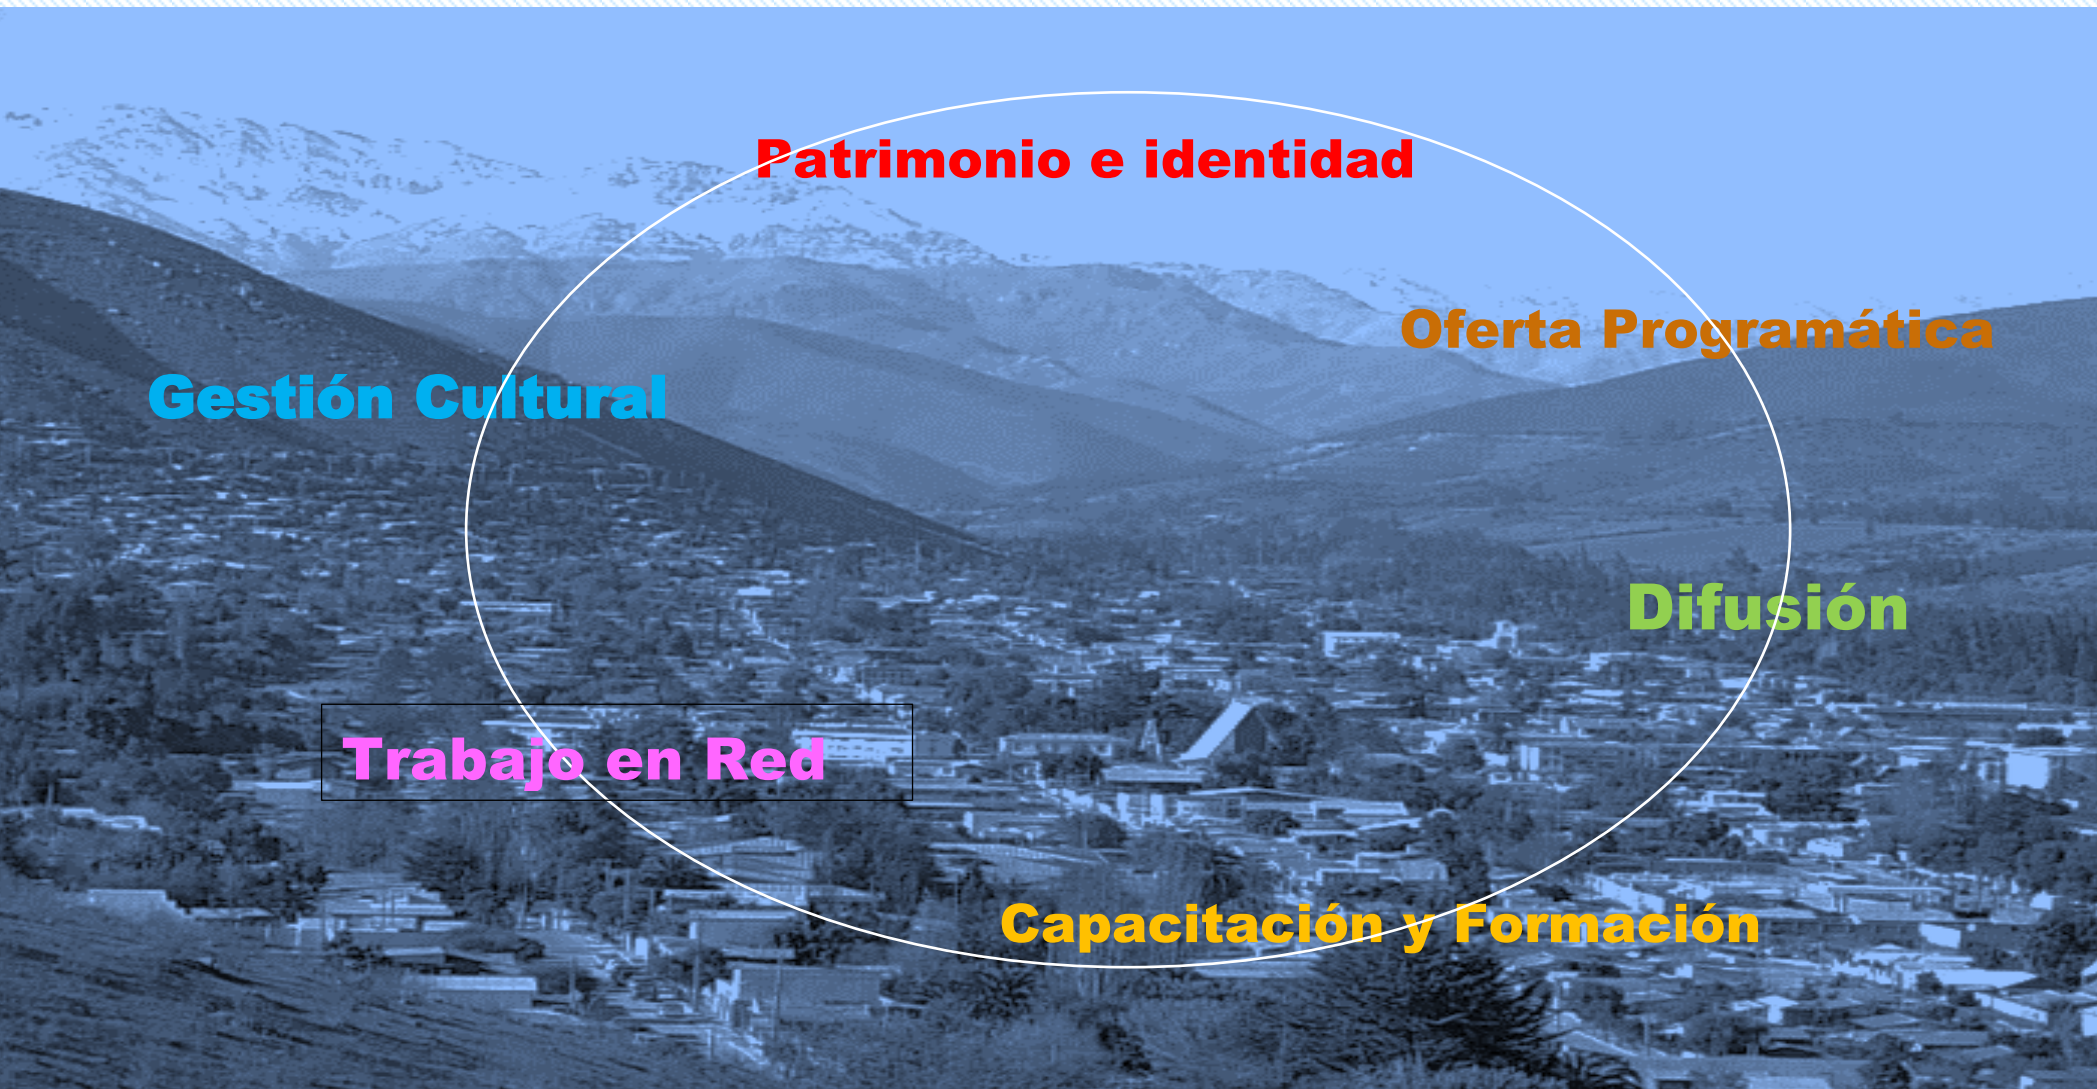 Patrimonio e identidad
Oferta Programática
Gestión Cultural
Difusión
Trabajo en Red
Capacitación y Formación